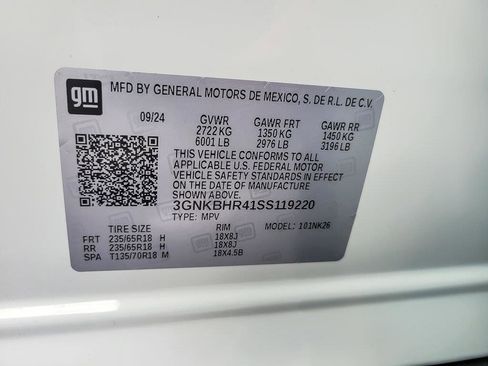 gm
MFD BY GENERAL MOTORS DE MEXICO, S. DE R.L. DE C.V.
09/24 GVWR GAWR FRT GAWR RR
2722 KG 1350 KG 1450 KG
6001 LB 2976 LB 3196 LB
THIS VEHICLE CONFORMS TO ALL
APPLICABLE U.S. FEDERAL MOTOR
VEHICLE SAFETY STANDARDS IN
EFFECT ON THE DATE OF MANUFACTURE
SHOWN ABOVE.
3GNKBHR41SS119220
TYPE: MPV
TIRE SIZE RIM MODEL: 101NK26
FRT 235/65R18 H 18X8J
RR 235/65R18 H 18X8J
SPA T135/70R18 M 18X4.5B